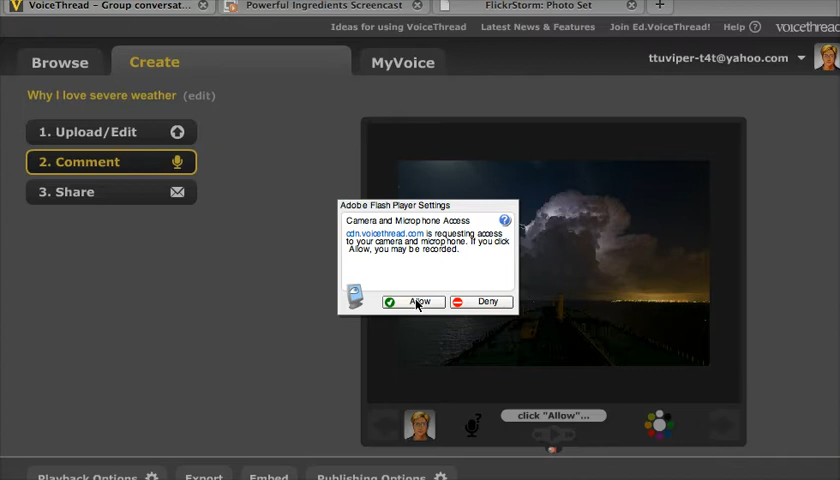 VoiceThread - Group conversat...
Powerful Ingredients Screencast
FlickrStorm: Photo Set
Ideas for using VoiceThread
Latest News & Features
Join Ed.VoiceThread!
Help ?
voicethread
Browse
Create
MyVoice
ttuviper-t4t@yahoo.com
Why I love severe weather (edit)
1. Upload/Edit
2. Comment
3. Share
Adobe Flash Player Settings
Camera and Microphone Access
cdn.voicethread.com is requesting access
to your camera and microphone. If you click
Allow, you may be recorded.
Allow
Deny
click "Allow"...
Playback Options
Export
Embed
Publishing Options